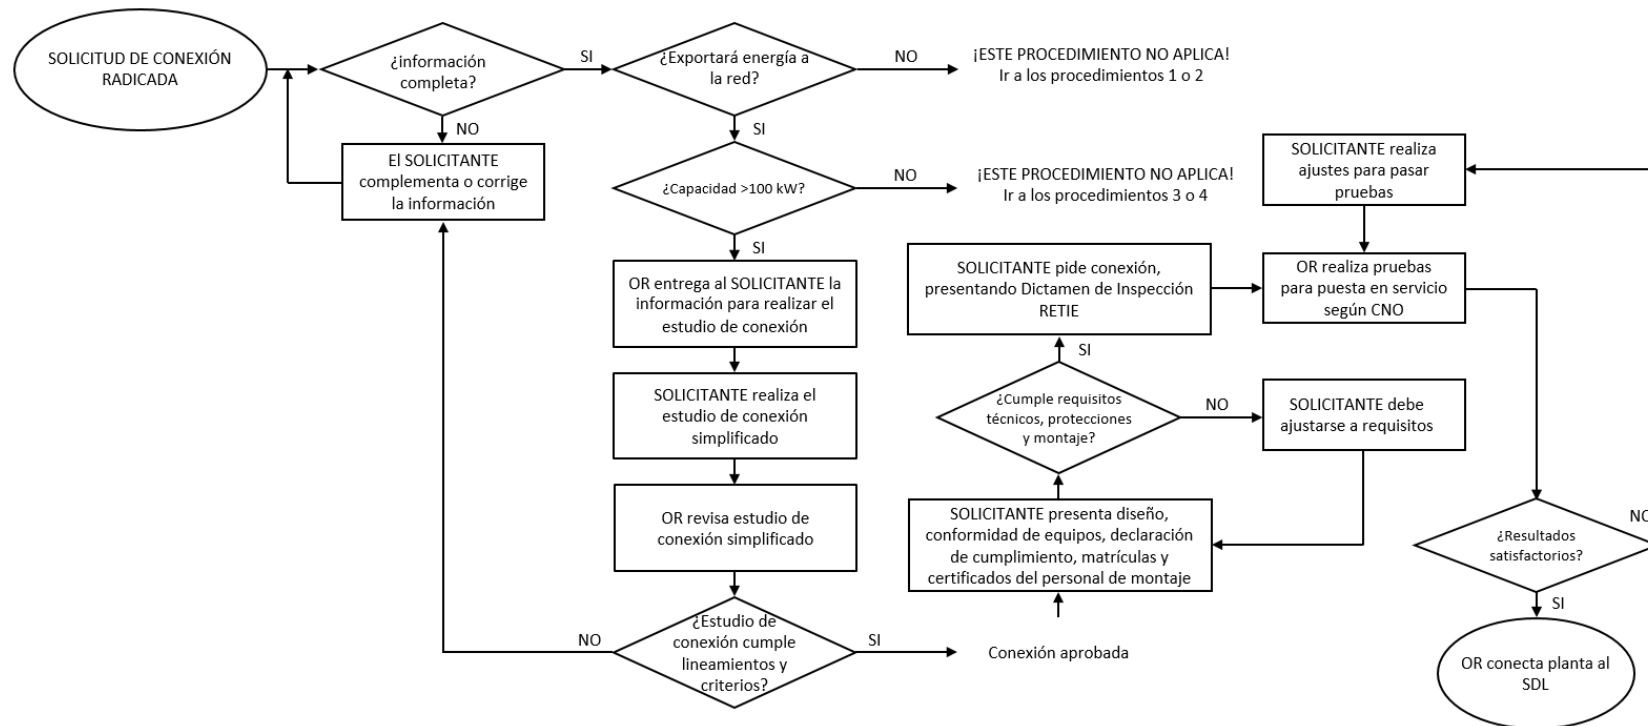 SOLICITUD DE CONEXIÓN
RADICADA
¿información
completa?
SI
NO
El SOLICITANTE
complementa o corrige
la información
¿Exportará energía a
la red?
NO
¡ESTE PROCEDIMIENTO NO APLICA!
Ir a los procedimientos 1 o 2
SI
¿Capacidad >100 kW?
NO
¡ESTE PROCEDIMIENTO NO APLICA!
Ir a los procedimientos 3 o 4
SI
OR entrega al SOLICITANTE la
información para realizar el
estudio de conexión
SOLICITANTE realiza el
estudio de conexión
simplificado
OR revisa estudio de
conexión simplificado
¿Estudio de
conexión cumple
lineamientos y
criterios?
NO
SI
Conexión aprobada
SOLICITANTE presenta diseño,
conformidad de equipos, declaración
de cumplimiento, matrículas y
certificados del personal de montaje
¿Cumple requisitos
técnicos, protecciones
y montaje?
NO
SOLICITANTE debe
ajustarse a requisitos
SI
SOLICITANTE pide conexión,
presentando Dictamen de Inspección
RETIE
OR realiza pruebas
para puesta en servicio
según CNO
SOLICITANTE realiza
ajustes para pasar
pruebas
¿Resultados
satisfactorios?
NO
SI
OR conecta planta al
SDL